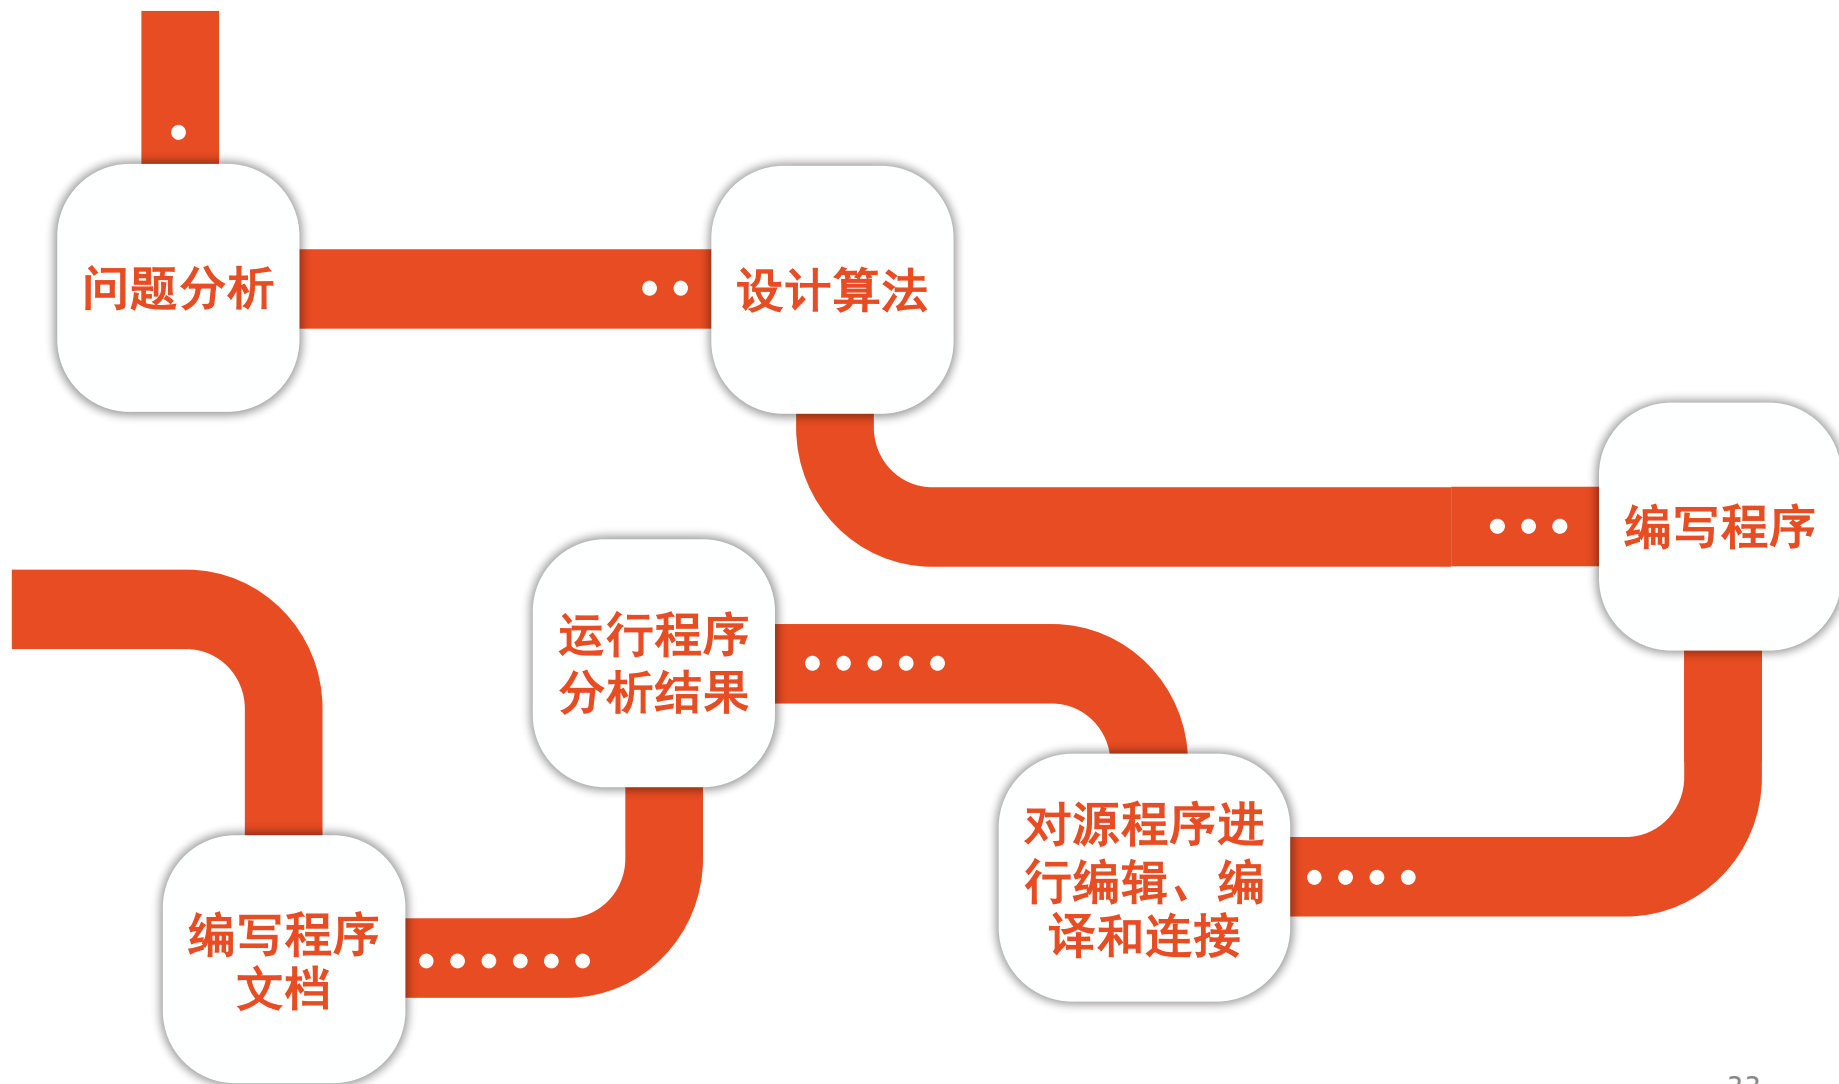 问题分析
设计算法
编写程序
对源程序进
行编辑、编
译和连接
运行程序
分析结果
编写程序
文档